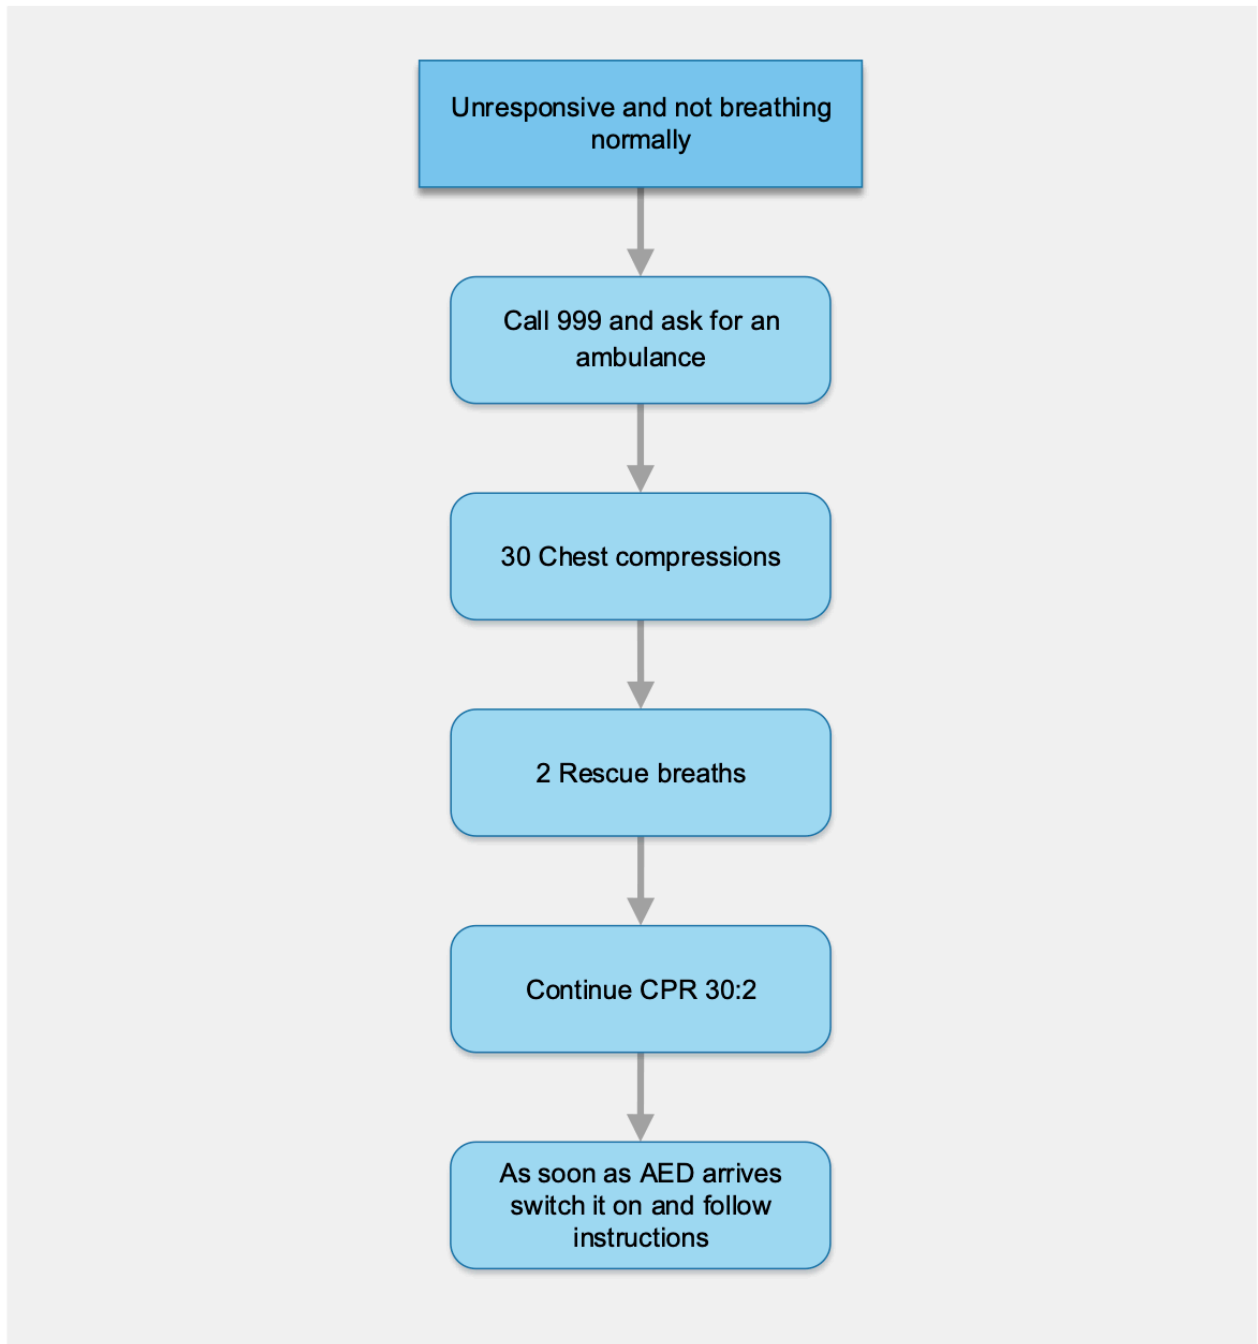 Unresponsive and not breathing
normally
Call 999 and ask for an
ambulance
30 Chest compressions
2 Rescue breaths
Continue CPR 30:2
As soon as AED arrives
switch it on and follow
instructions